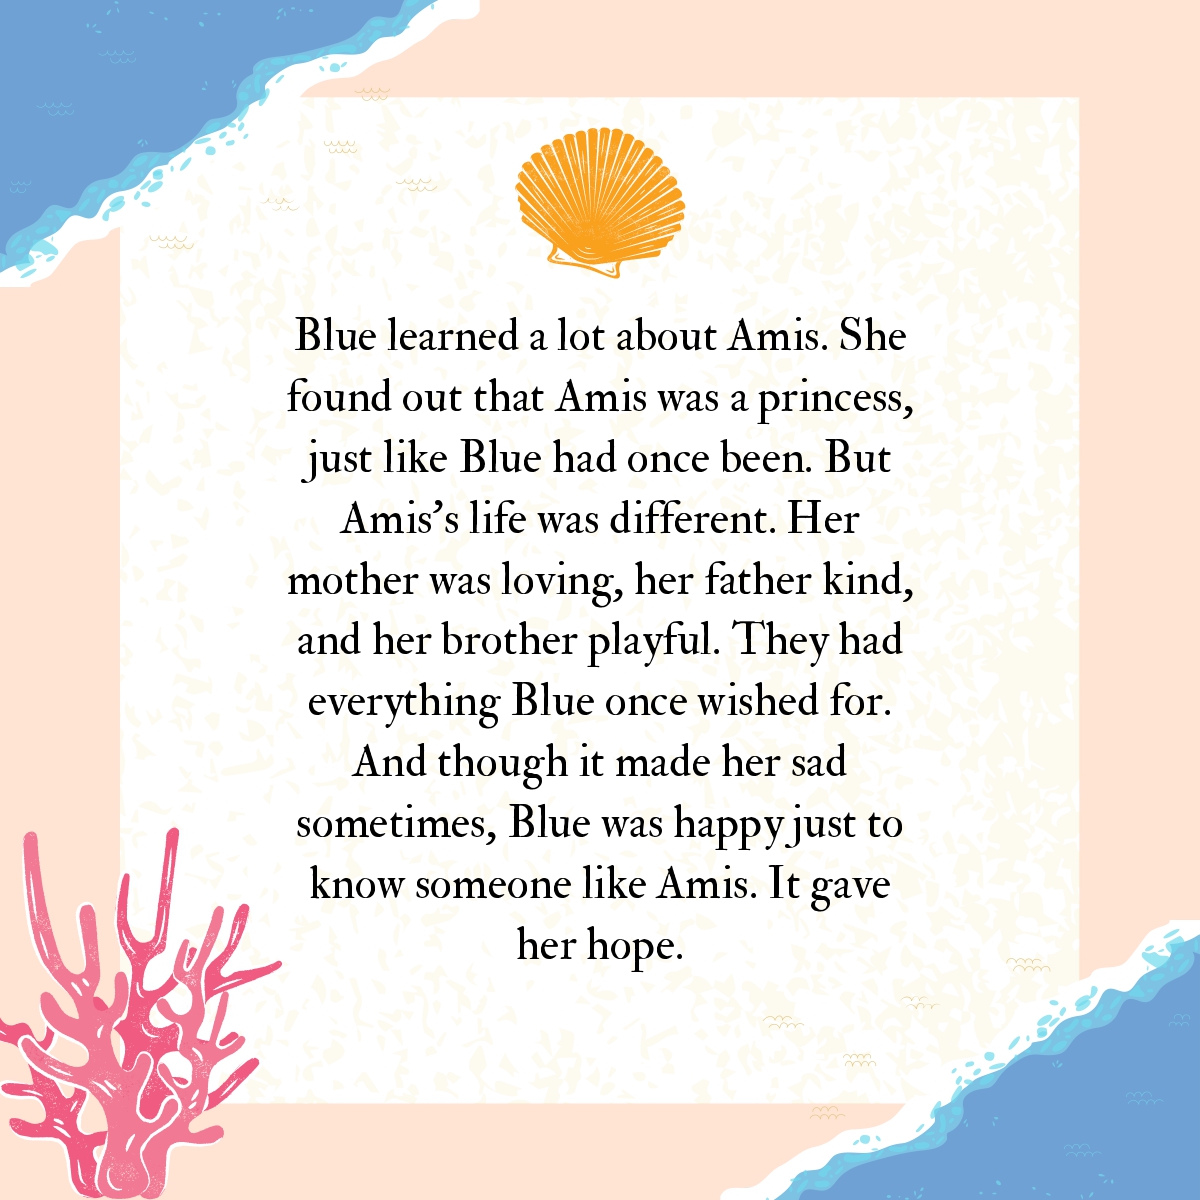 Blue learned a lot about Amis. She
found out that Amis was a princess,
just like Blue had once been. But
Amis’s life was different. Her
mother was loving, her father kind,
and her brother playful. They had
everything Blue once wished for.
And though it made her sad
sometimes, Blue was happy just to
know someone like Amis. It gave
her hope.